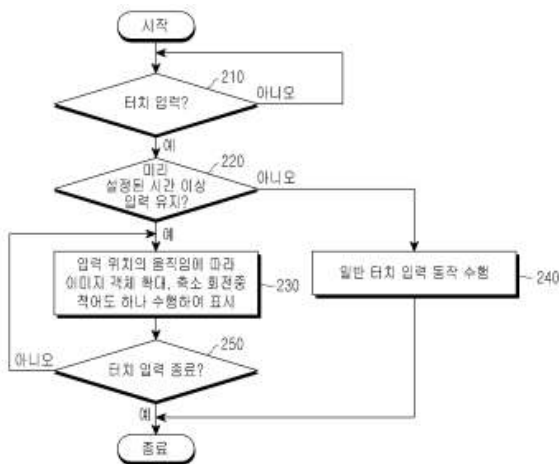 시작
210
터치 입력?
아니오
예
220
미리
설정된 시간 이상
입력 유지?
아니오
예
입력 위치의 움직임에 따라
이미지 객체 확대, 축소 회전중
적어도 하나 수행하여 표시
230
일반 터치 입력 동작 수행
240
250
터치 입력 종료?
아니오
예
종료